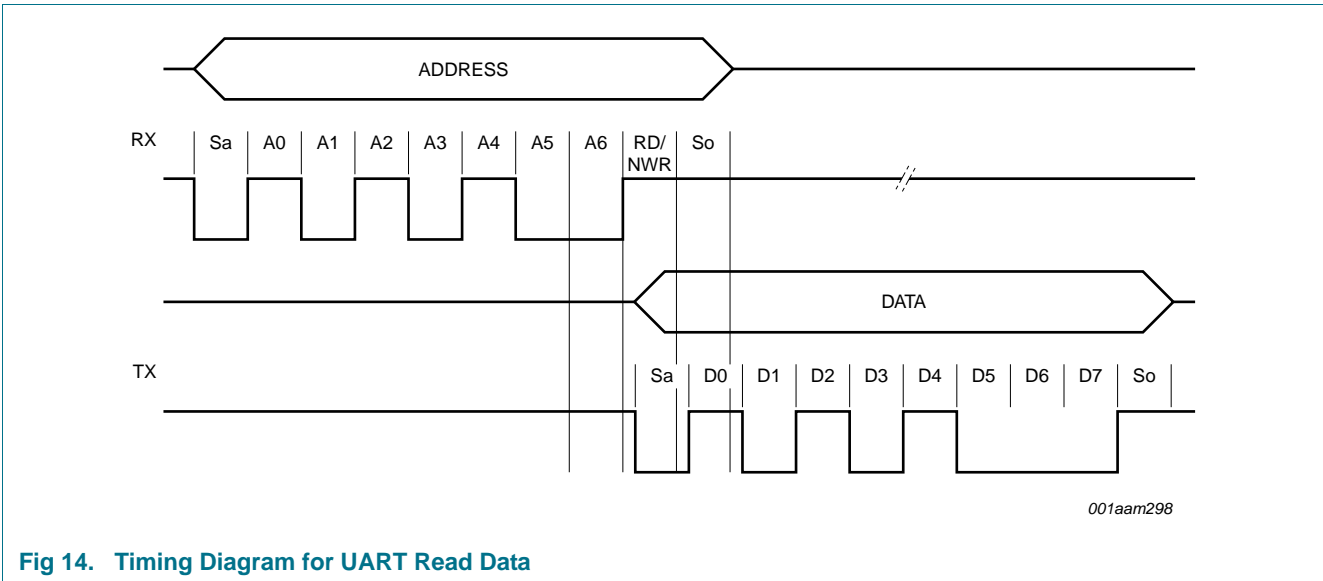 ADDRESS
RX Sa A0 A1 A2 A3 A4 A5 A6 RD/ So
NWR
DATA
TX Sa D0 D1 D2 D3 D4 D5 D6 D7 So
001aam298
Fig 14. Timing Diagram for UART Read Data